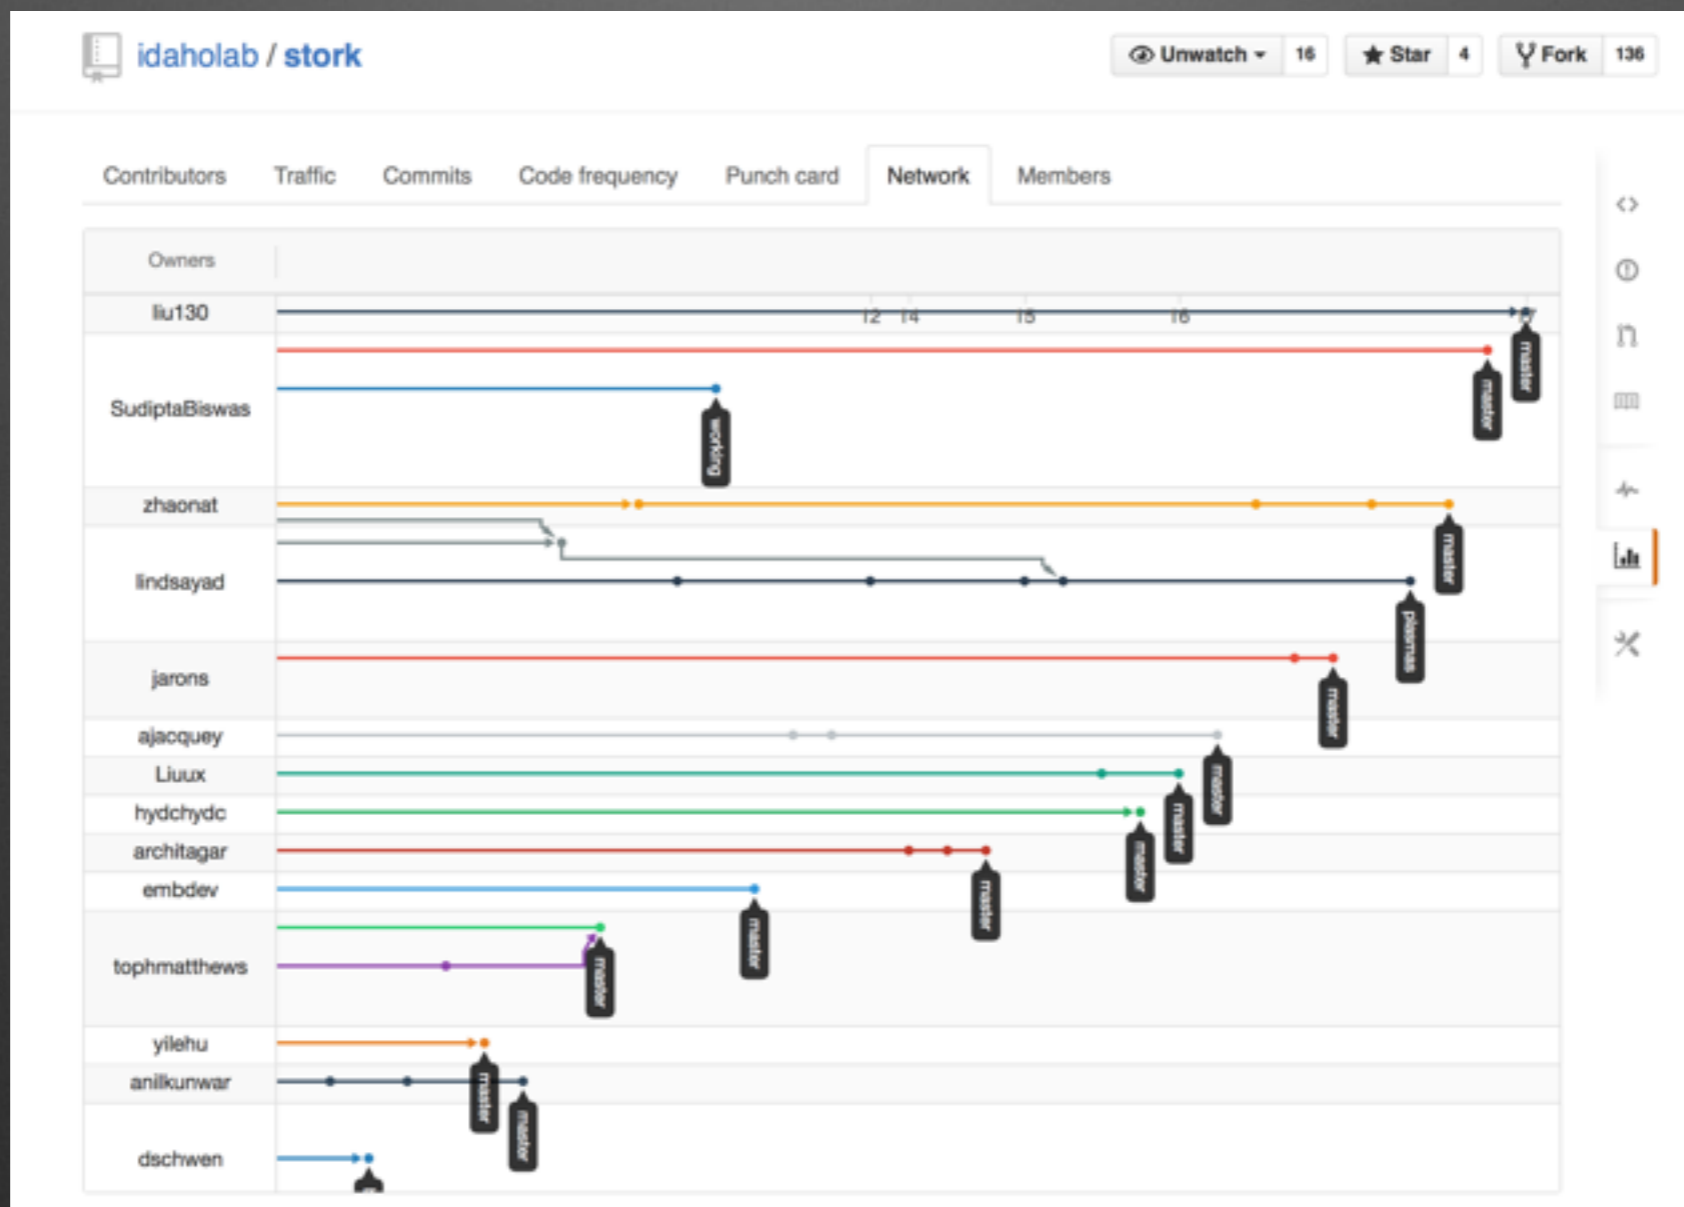 idaholab / stork
Unwatch 16 Star 4 Fork 136
Contributors Traffic Commits Code frequency Punch card Network Members
Owners
liu130
12 14 15 16
master
SudiptaBiswas
master
working
zhaonat
master
lindsayad
plasmas
jarons
master
ajacquey
master
Liuux
master
hydchydc
master
architagar
master
embdev
master
tophmatthews
master
yilehu
master
anilkunwar
master
dschwen